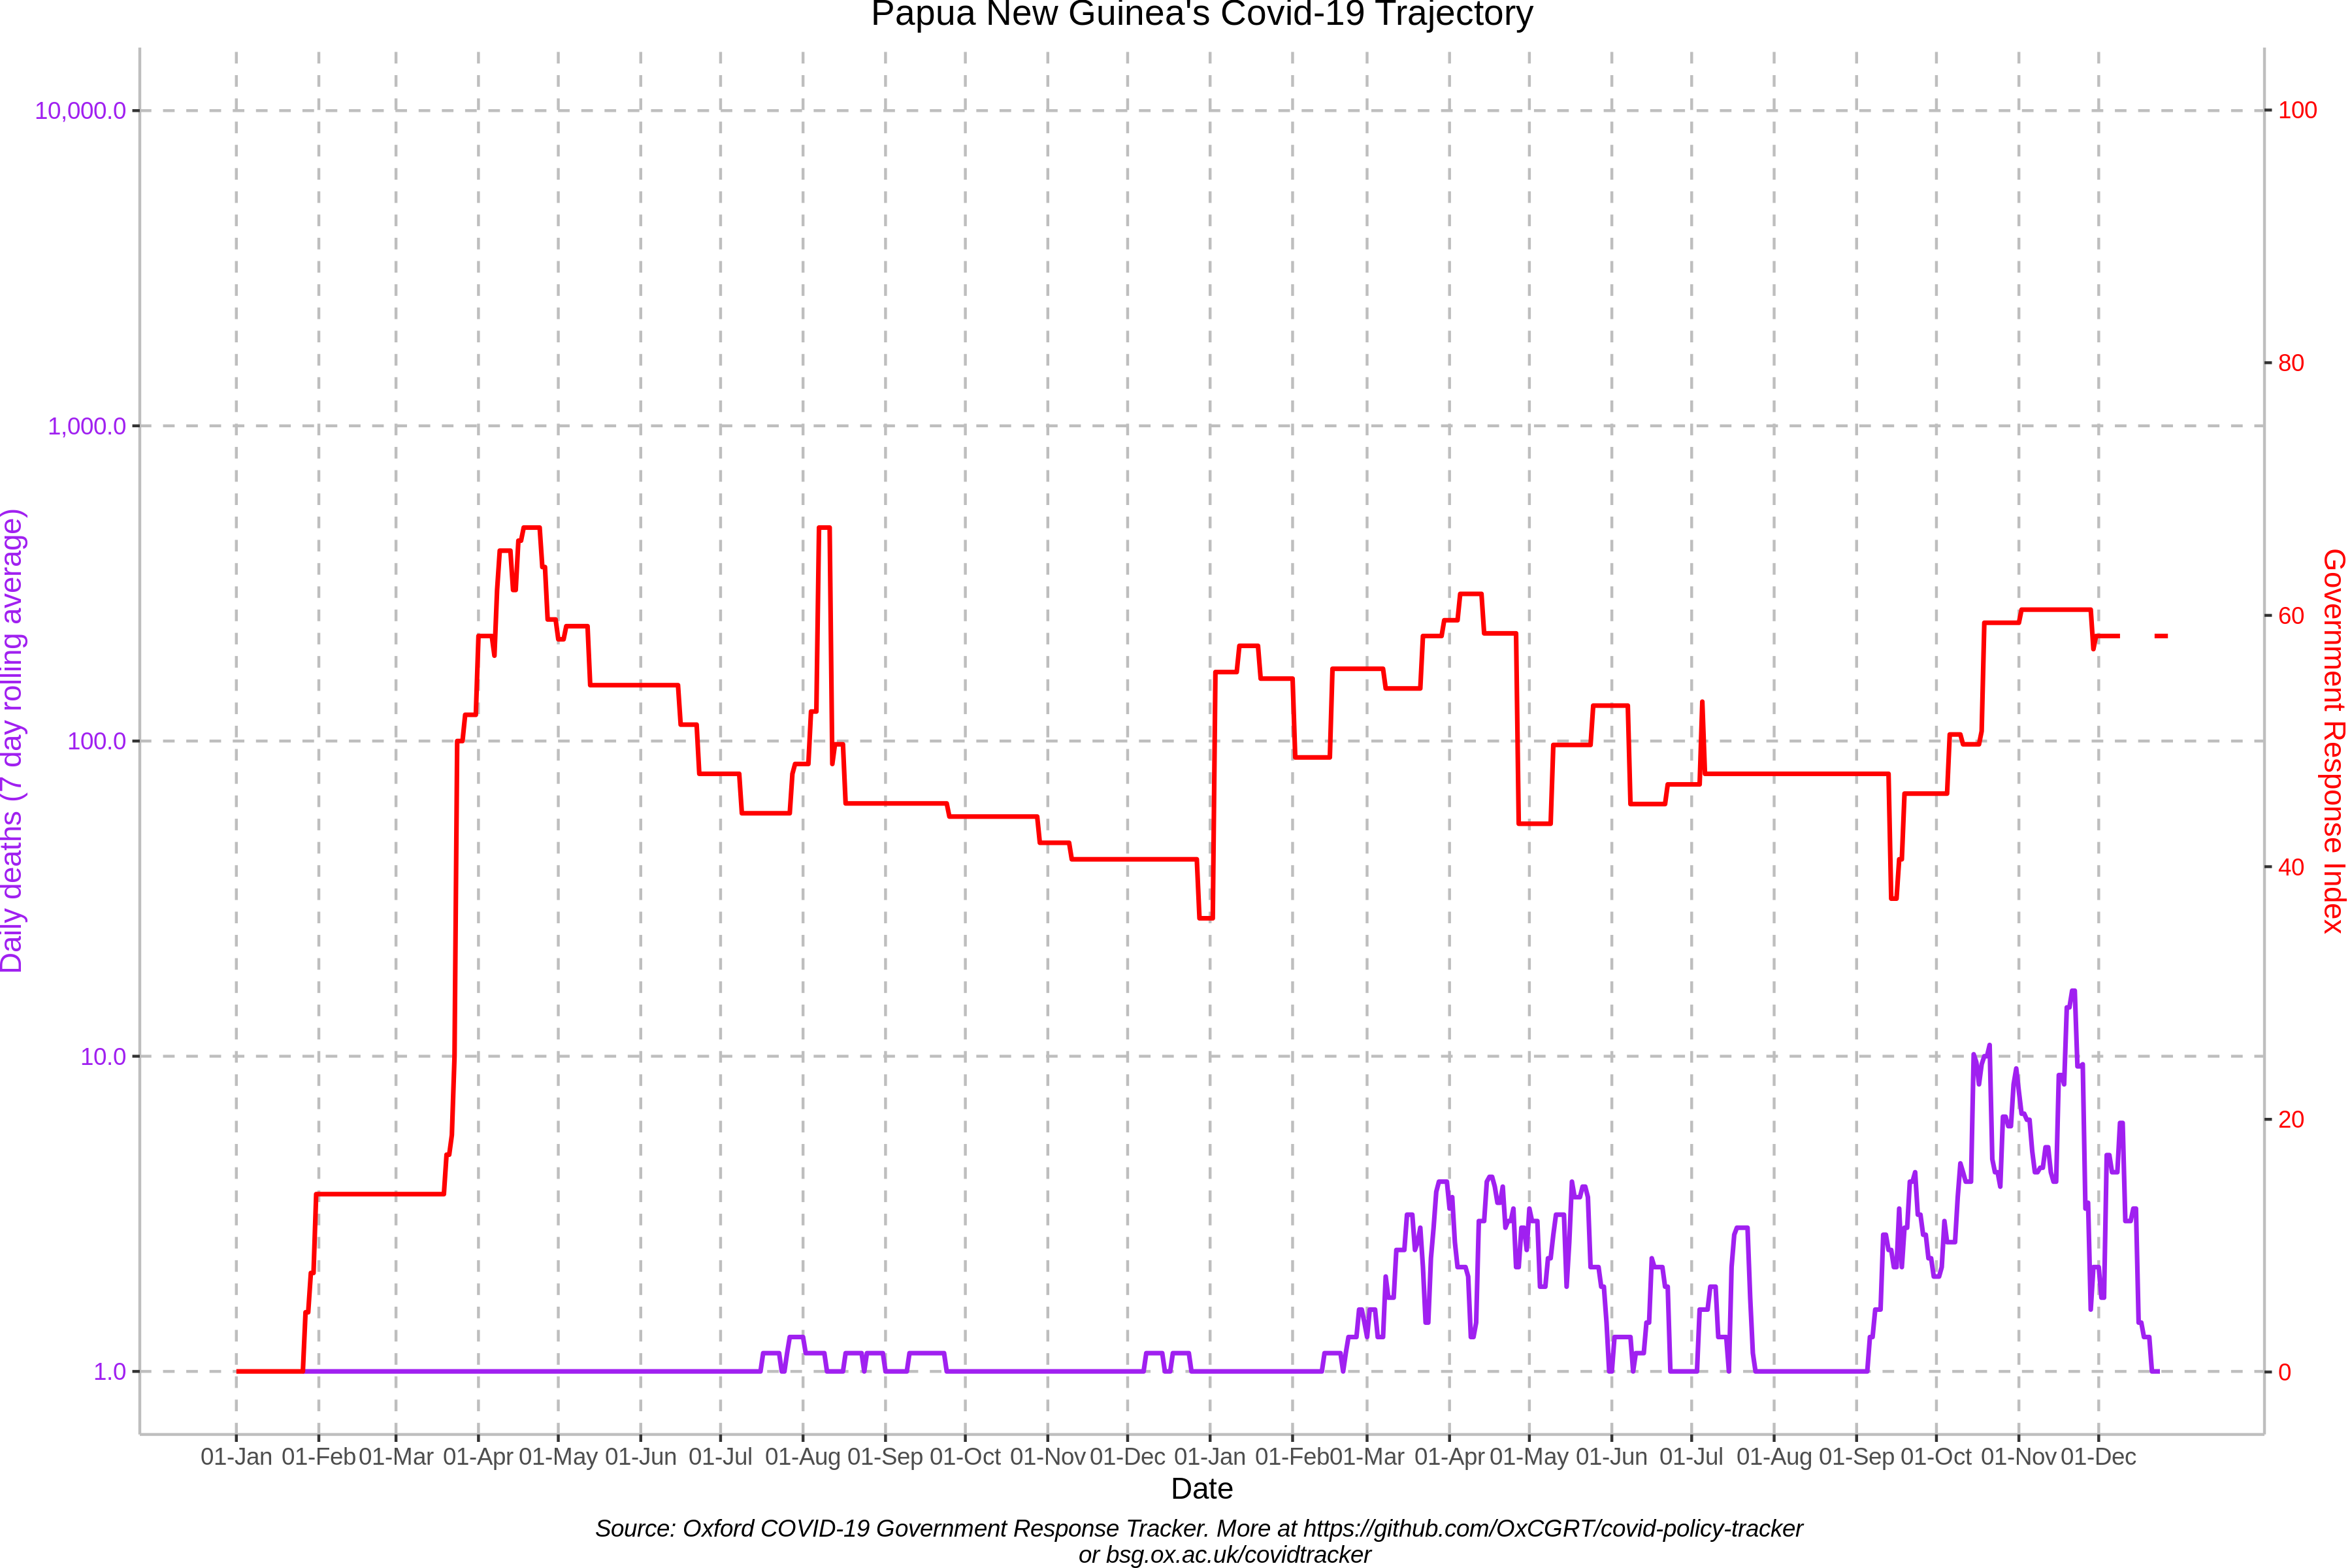 Papua New Guinea's Covid-19 Trajectory
10,000.0
1,000.0
100.0
10.0
1.0
Daily deaths (7 day rolling average)
100
80
60
40
20
0
Government Response Index
01-Jan 01-Feb 01-Mar 01-Apr 01-May 01-Jun 01-Jul 01-Aug 01-Sep 01-Oct 01-Nov 01-Dec 01-Jan 01-Feb 01-Mar 01-Apr 01-May 01-Jun 01-Jul 01-Aug 01-Sep 01-Oct 01-Nov 01-Dec
Date
Source: Oxford COVID-19 Government Response Tracker. More at https://github.com/OxCGRT/covid-policy-tracker
or bsg.ox.ac.uk/covidtracker